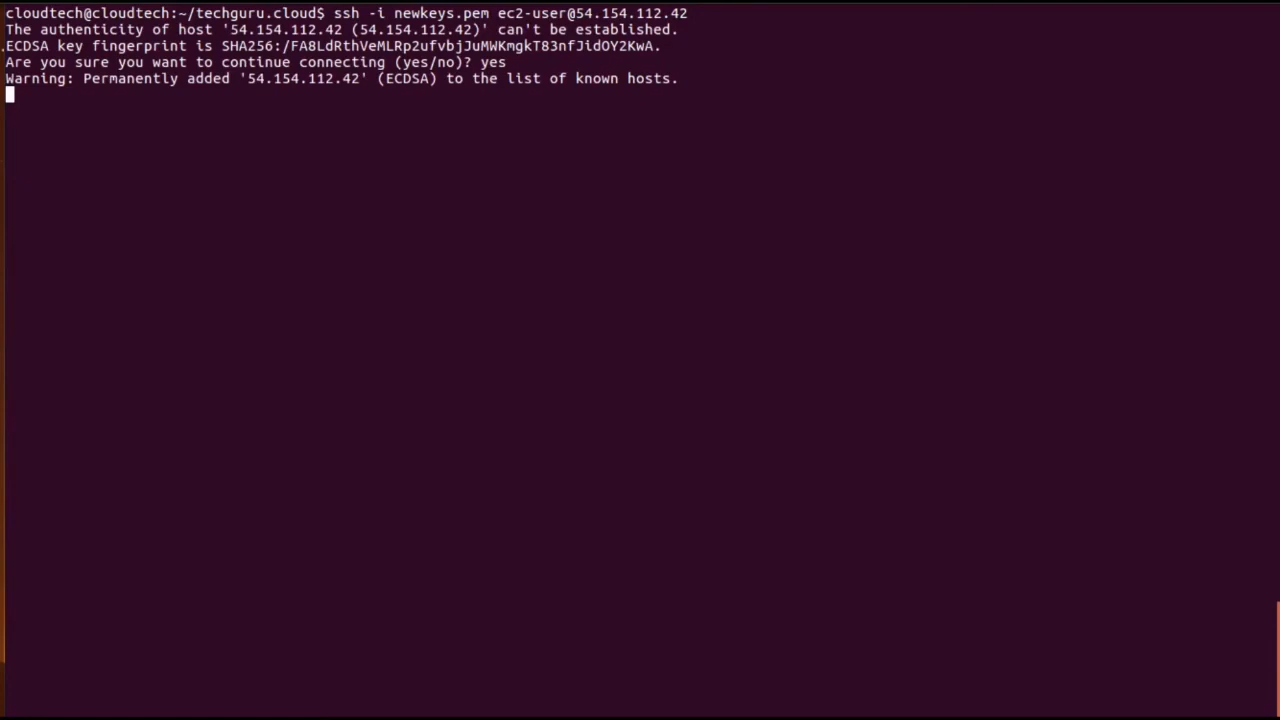 cloudtech@cloudtech:~/techguru.cloud$ ssh -i newkeys.pem ec2-user@54.154.112.42
The authenticity of host '54.154.112.42 (54.154.112.42)' can't be established.
ECDSA key fingerprint is SHA256:/FA8LdRthVeMLRp2ufvbjJuMWKmgkT83nfJidOY2KwA.
Are you sure you want to continue connecting (yes/no)? yes
Warning: Permanently added '54.154.112.42' (ECDSA) to the list of known hosts.